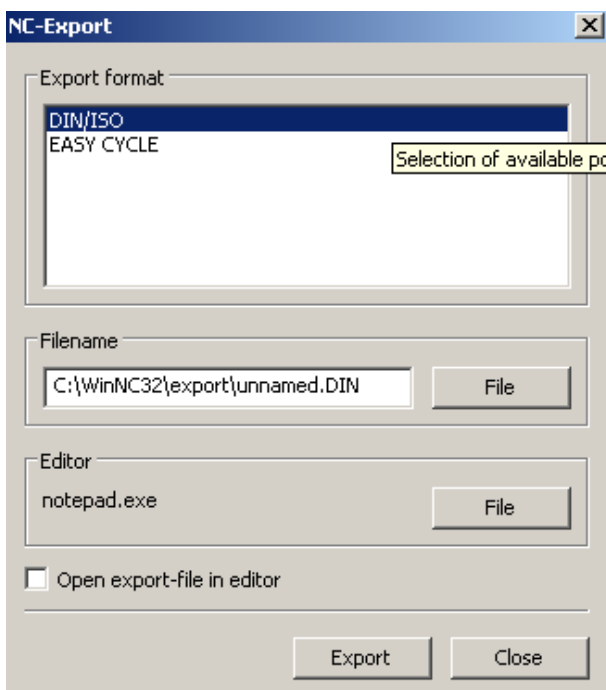 NC-Export
Export format
DIN/ISO
EASY CYCLE
Selection of available
Filename
C:\WinNC32\export\unnamed.DIN
File
Editor
notepad.exe
File
Open export-file in editor
Export
Close